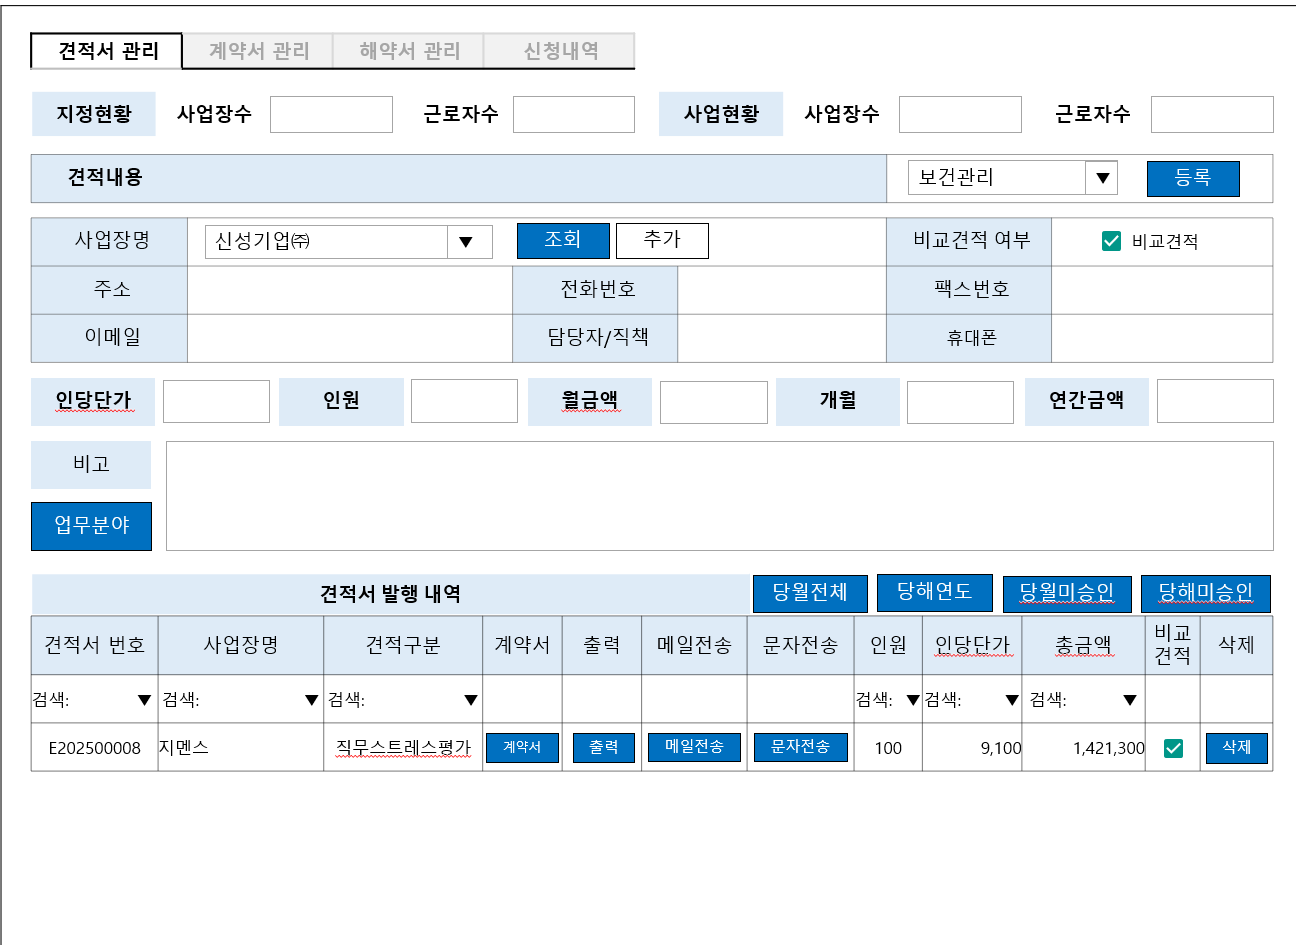 견적서 관리 계약서 관리 해약서 관리 신청내역
지정현황 사업장수 근로자수 사업현황 사업장수 근로자수
견적내용 보건관리 ▼ 등록
사업장명 신성기업㈜ ▼ 조회 추가 비교견적 여부 비교견적
주소 전화번호 팩스번호
이메일 담당자/직책 휴대폰
인당단가 인원 월금액 개월 연간금액
비고
업무분야
견적서 발행 내역 당월전체 당해연도 당월미승인 당해미승인
견적서 번호 사업장명 견적구분 계약서 출력 메일전송 문자전송 인원 인당단가 총금액 비교 견적 삭제
검색: ▼ 검색: ▼ 검색: ▼ 검색: ▼ 검색: ▼ 검색: ▼
E202500008 지멘스 직무스트레스평가 계약서 출력 메일전송 문자전송 100 9,100 1,421,300 삭제